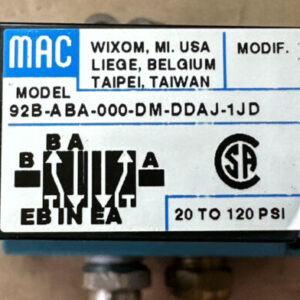 MAC
WIXOM, MI. USA
LIEGE, BELGIUM
TAIPEI, TAIWAN
MODIF.
MODEL
92B-ABA-000-DM-DDAJ-1JD
B A
B A
EB IN EA
CSA
20 TO 120 PSI